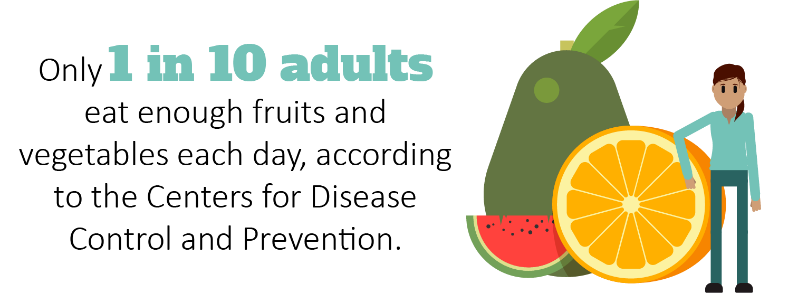 Only 1 in 10 adults
eat enough fruits and
vegetables each day, according
to the Centers for Disease
Control and Prevention.